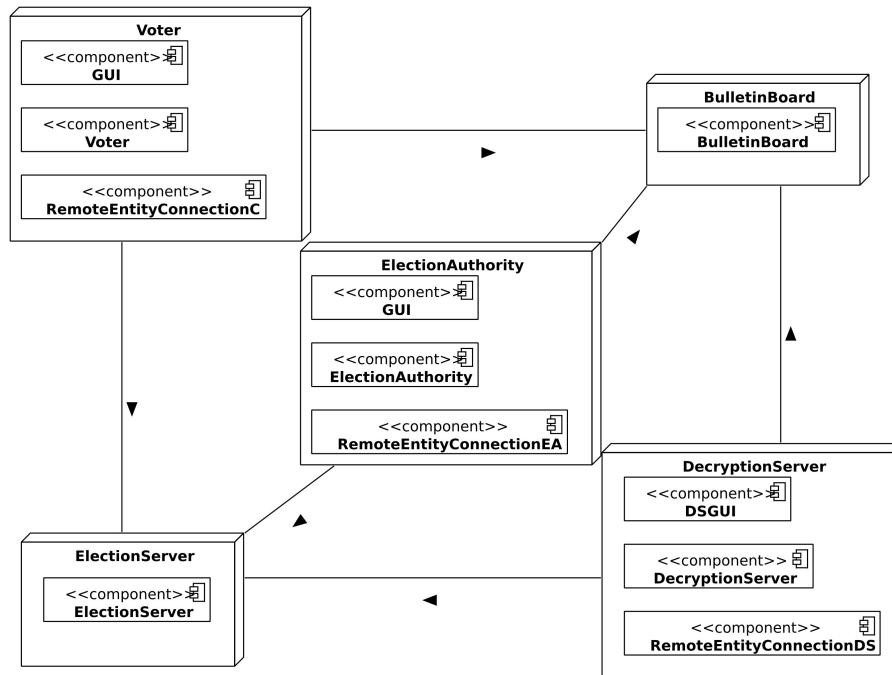 Voter
<<component>>
GUI
<<component>>
Voter
<<component>>
RemoteEntityConnectionC
BulletinBoard
<<component>>
BulletinBoard
ElectionAuthority
<<component>>
GUI
<<component>>
ElectionAuthority
<<component>>
RemoteEntityConnectionEA
DecryptionServer
<<component>>
DSGUI
<<component>>
DecryptionServer
<<component>>
RemoteEntityConnectionDS
ElectionServer
<<component>>
ElectionServer